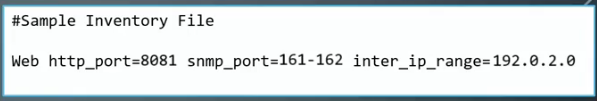 #Sample Inventory File
Web http_port=8081 snmp_port=161-162 inter_ip_range=192.0.2.0